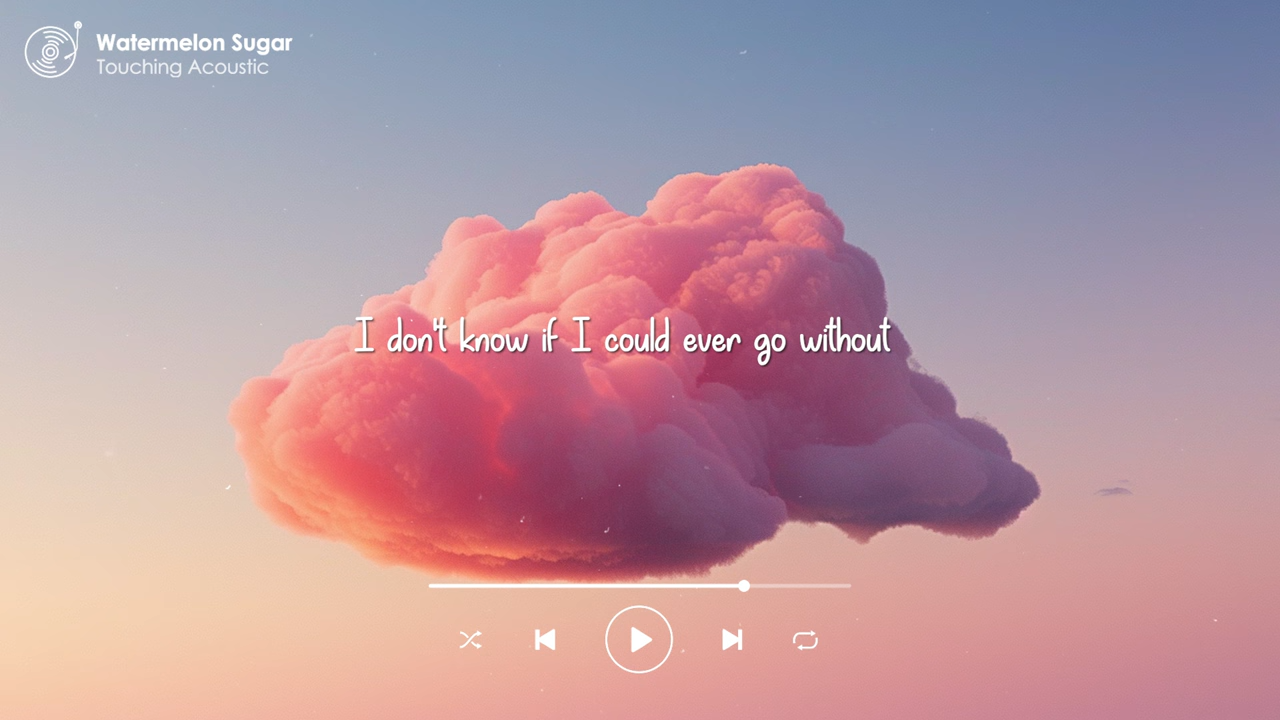 Watermelon Sugar
Touching Acoustic
I don't know if I could ever go without